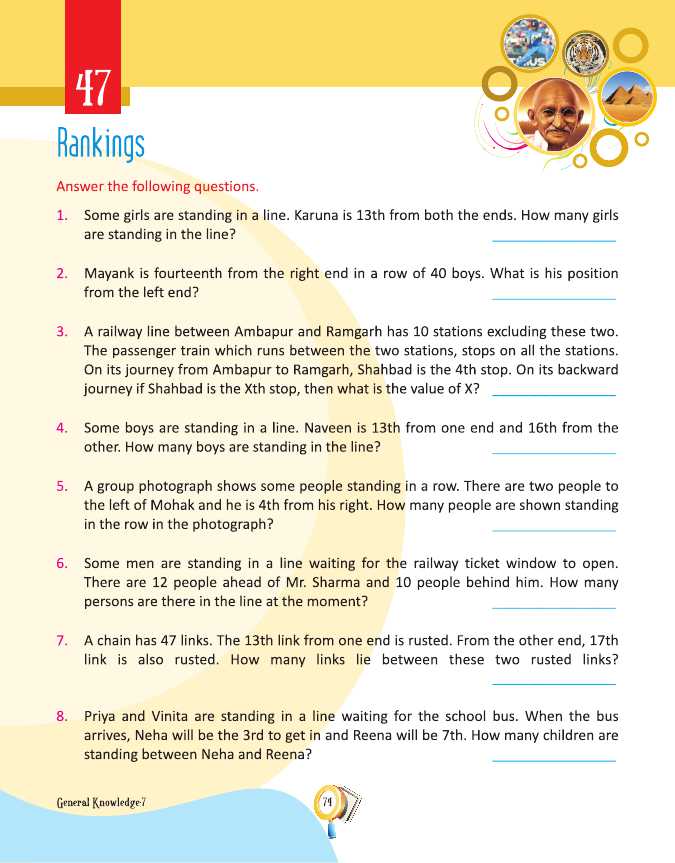 47
Rankings
Answer the following questions.
1. Some girls are standing in a line. Karuna is 13th from both the ends. How many girls
are standing in the line?
2. Mayank is fourteenth from the right end in a row of 40 boys. What is his position
from the left end?
3. A railway line between Ambapur and Ramgarh has 10 stations excluding these two.
The passenger train which runs between the two stations, stops on all the stations.
On its journey from Ambapur to Ramgarh, Shahbad is the 4th stop. On its backward
journey if Shahbad is the Xth stop, then what is the value of X?
4. Some boys are standing in a line. Naveen is 13th from one end and 16th from the
other. How many boys are standing in the line?
5. A group photograph shows some people standing in a row. There are two people to
the left of Mohak and he is 4th from his right. How many people are shown standing
in the row in the photograph?
6. Some men are standing in a line waiting for the railway ticket window to open.
There are 12 people ahead of Mr. Sharma and 10 people behind him. How many
persons are there in the line at the moment?
7. A chain has 47 links. The 13th link from one end is rusted. From the other end, 17th
link is also rusted. How many links lie between these two rusted links?
8. Priya and Vinita are standing in a line waiting for the school bus. When the bus
arrives, Neha will be the 3rd to get in and Reena will be 7th. How many children are
standing between Neha and Reena?
General Knowledge-7
74